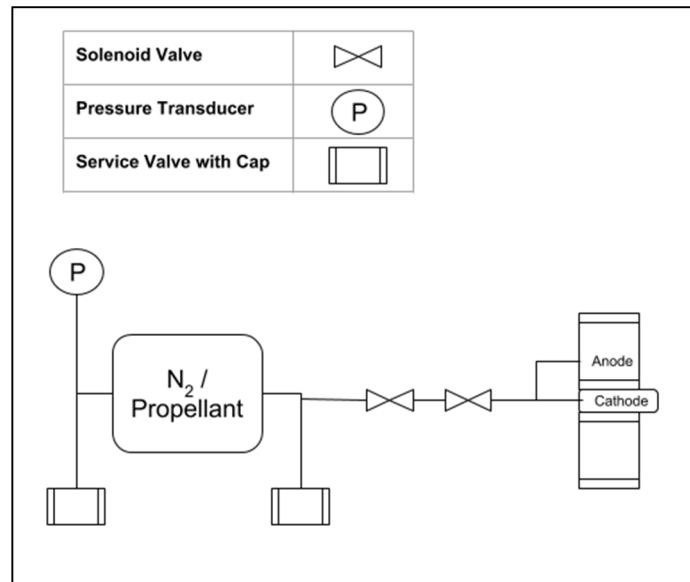 Solenoid Valve
Pressure Transducer
P
Service Valve with Cap
P
N₂ /
Propellant
Anode
Cathode